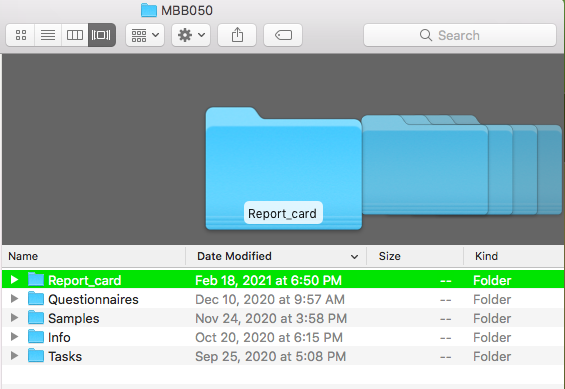 MBB050
Search
Report_card
Name Date Modified Size Kind
Report_card Feb 18, 2021 at 6:50 PM -- Folder
Questionnaires Dec 10, 2020 at 9:57 AM -- Folder
Samples Nov 24, 2020 at 3:58 PM -- Folder
Info Oct 20, 2020 at 6:15 PM -- Folder
Tasks Sep 25, 2020 at 5:08 PM -- Folder